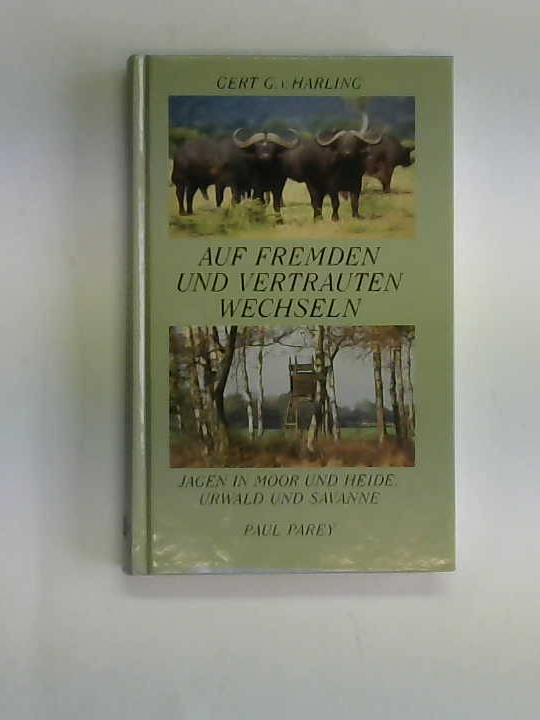 GERT G. v. HARLING
AUF FREMDEN
UND VERTRAUTEN
WECHSELN
JAGEN IN MOOR UND HEIDE,
URWALD UND SAVANNE
PAUL PAREY